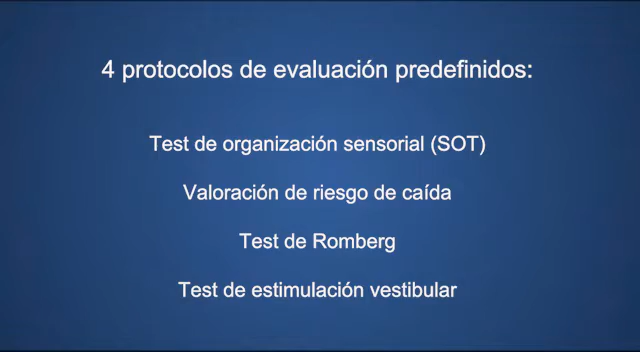 4 protocolos de evaluación predefinidos:
Test de organización sensorial (SOT)
Valoración de riesgo de caída
Test de Romberg
Test de estimulación vestibular